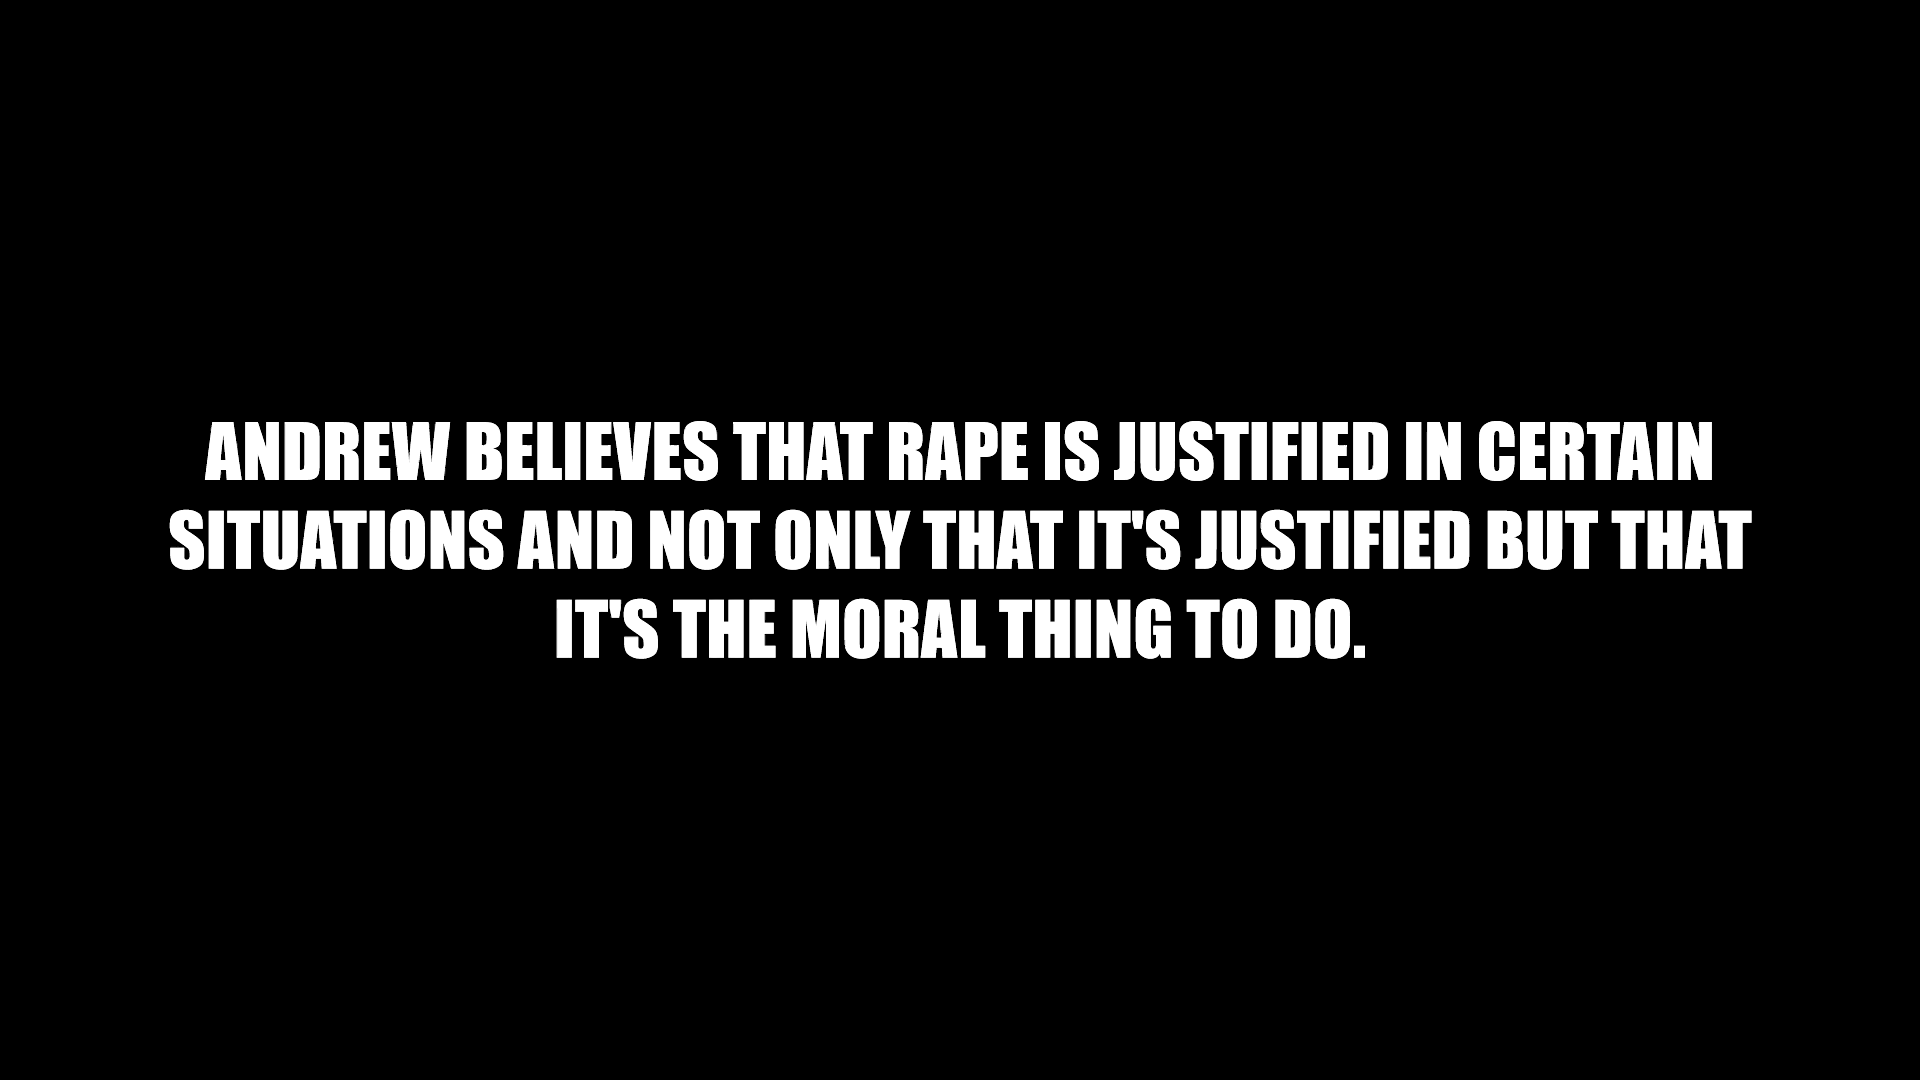 ANDREW BELIEVES THAT RAPE IS JUSTIFIED IN CERTAIN
SITUATIONS AND NOT ONLY THAT IT'S JUSTIFIED BUT THAT
IT'S THE MORAL THING TO DO.